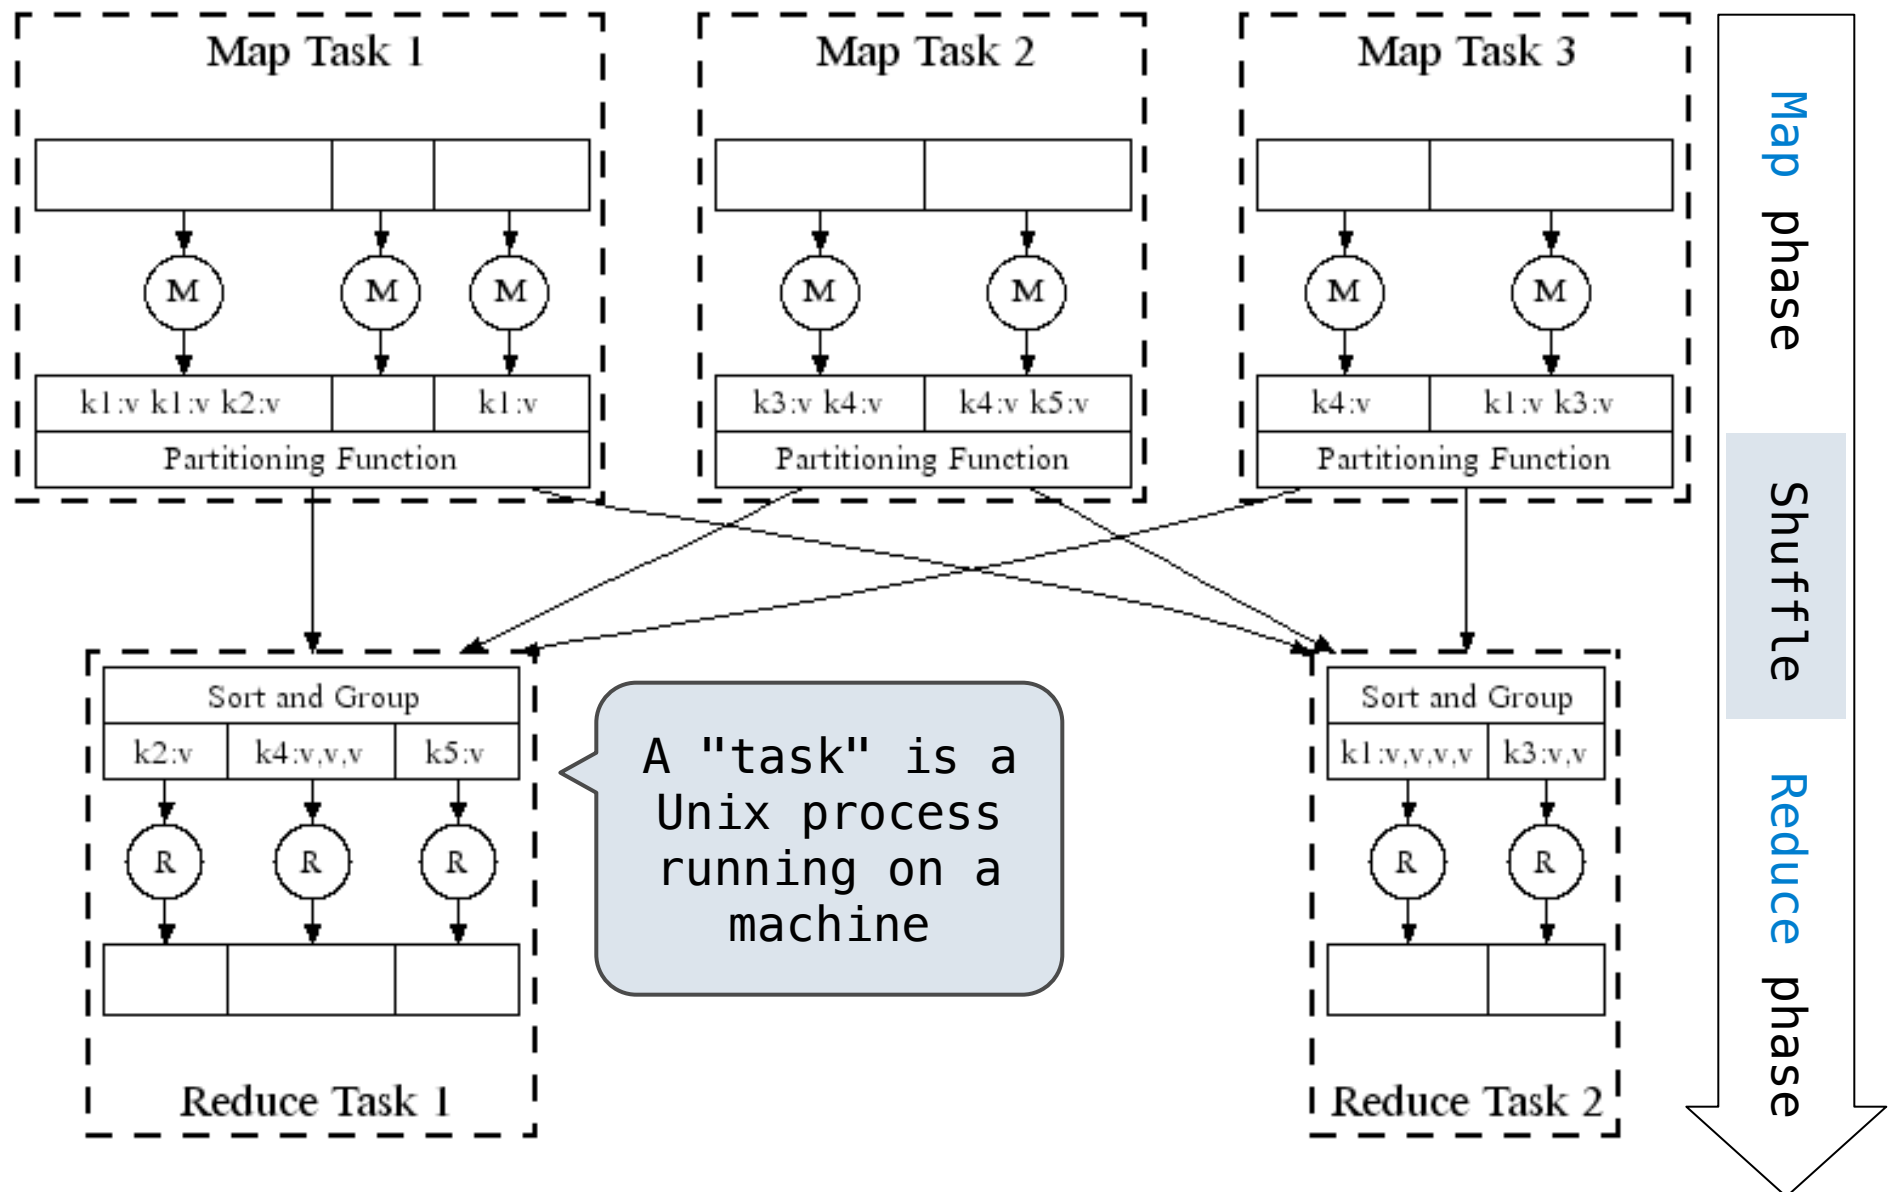 Map Task 1
Map Task 2
Map Task 3
M
M
M
M
M
M
M
k1:v k1:v k2:v
k1:v
k3:v k4:v
k4:v k5:v
k4:v
k1:v k3:v
Partitioning Function
Partitioning Function
Partitioning Function
Sort and Group
k2:v
k4:v,v,v
k5:v
R
R
R
Reduce Task 1
A "task" is a
Unix process
running on a
machine
Sort and Group
k1:v,v,v,v
k3:v,v
R
R
Reduce Task 2
Map phase
Shuffle
Reduce phase